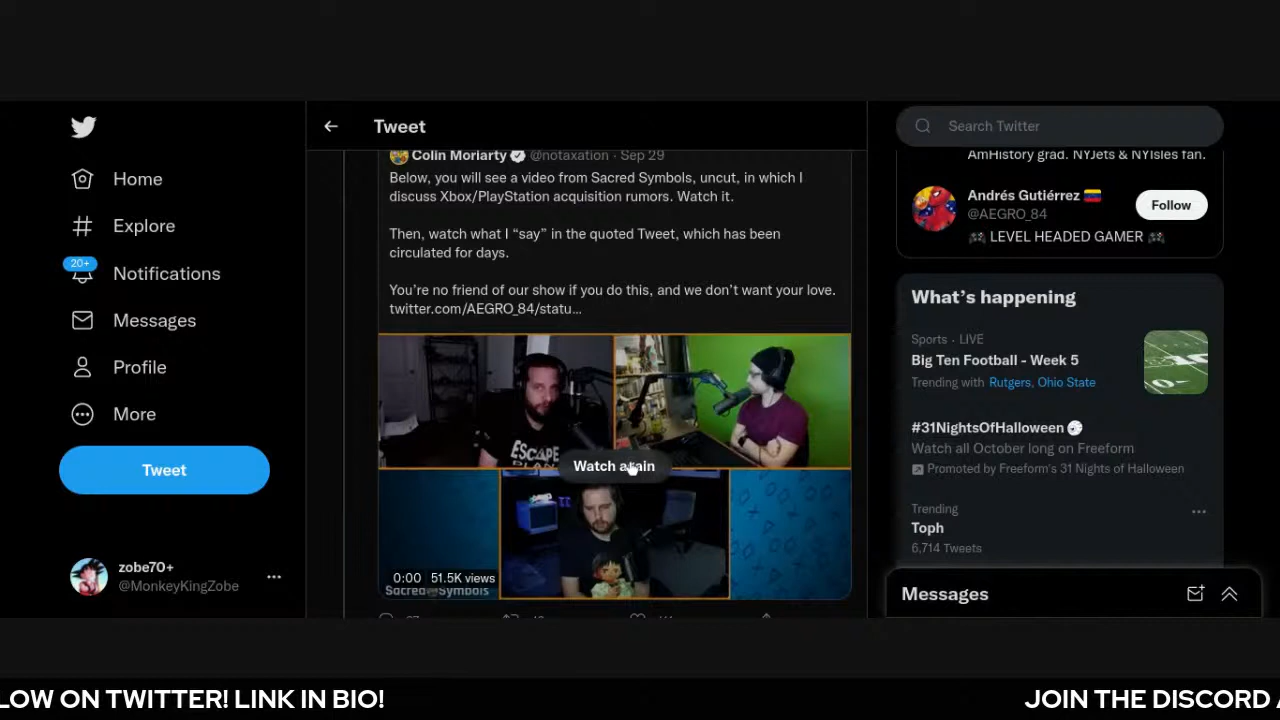 Home
Explore
20+
Notifications
Messages
Profile
More
Tweet
zobe70+
@MonkeyKingZobe
Tweet
Colin Moriarty @notaxation · Sep 29
Below, you will see a video from Sacred Symbols, uncut, in which I
discuss Xbox/PlayStation acquisition rumors. Watch it.
Then, watch what I “say” in the quoted Tweet, which has been
circulated for days.
You’re no friend of our show if you do this, and we don’t want your love.
twitter.com/AEGRO_84/statu…
ESCAPE
Watch again
0:00 51.5K views
Sacred Symbols
Search Twitter
AmHistory grad. NYJets & NYIsles fan.
Andrés Gutiérrez
@AEGRO_84
Follow
LEVEL HEADED GAMER
What’s happening
Sports · LIVE
Big Ten Football - Week 5
Trending with Rutgers, Ohio State
#31NightsOfHalloween
Watch all October long on Freeform
Promoted by Freeform's 31 Nights of Halloween
Trending
Toph
6,714 Tweets
Messages
LOW ON TWITTER! LINK IN BIO!
JOIN THE DISCORD